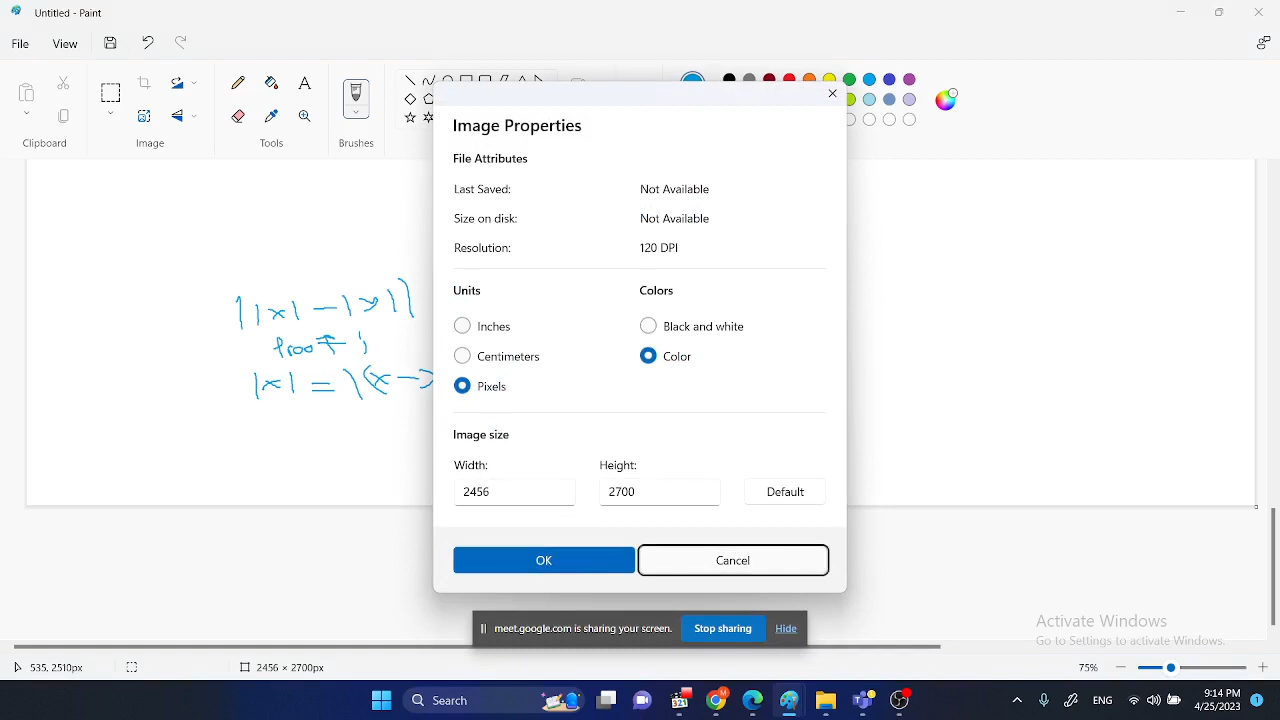 Untitled - Paint
File View
Clipboard
Image
Tools
Brushes
Image Properties
File Attributes
Last Saved: Not Available
Size on disk: Not Available
Resolution: 120 DPI
Units Colors
Inches Black and white
Centimeters Color
Pixels
Image size
Width: Height:
2456 2700 Default
OK Cancel
||x| - |y||
Proof :
|x| = |(x -
meet.google.com is sharing your screen. Stop sharing Hide
Activate Windows
Go to Settings to activate Windows.
535, 2510px 2456 × 2700px 75%
Search
ENG
9:14 PM
4/25/2023